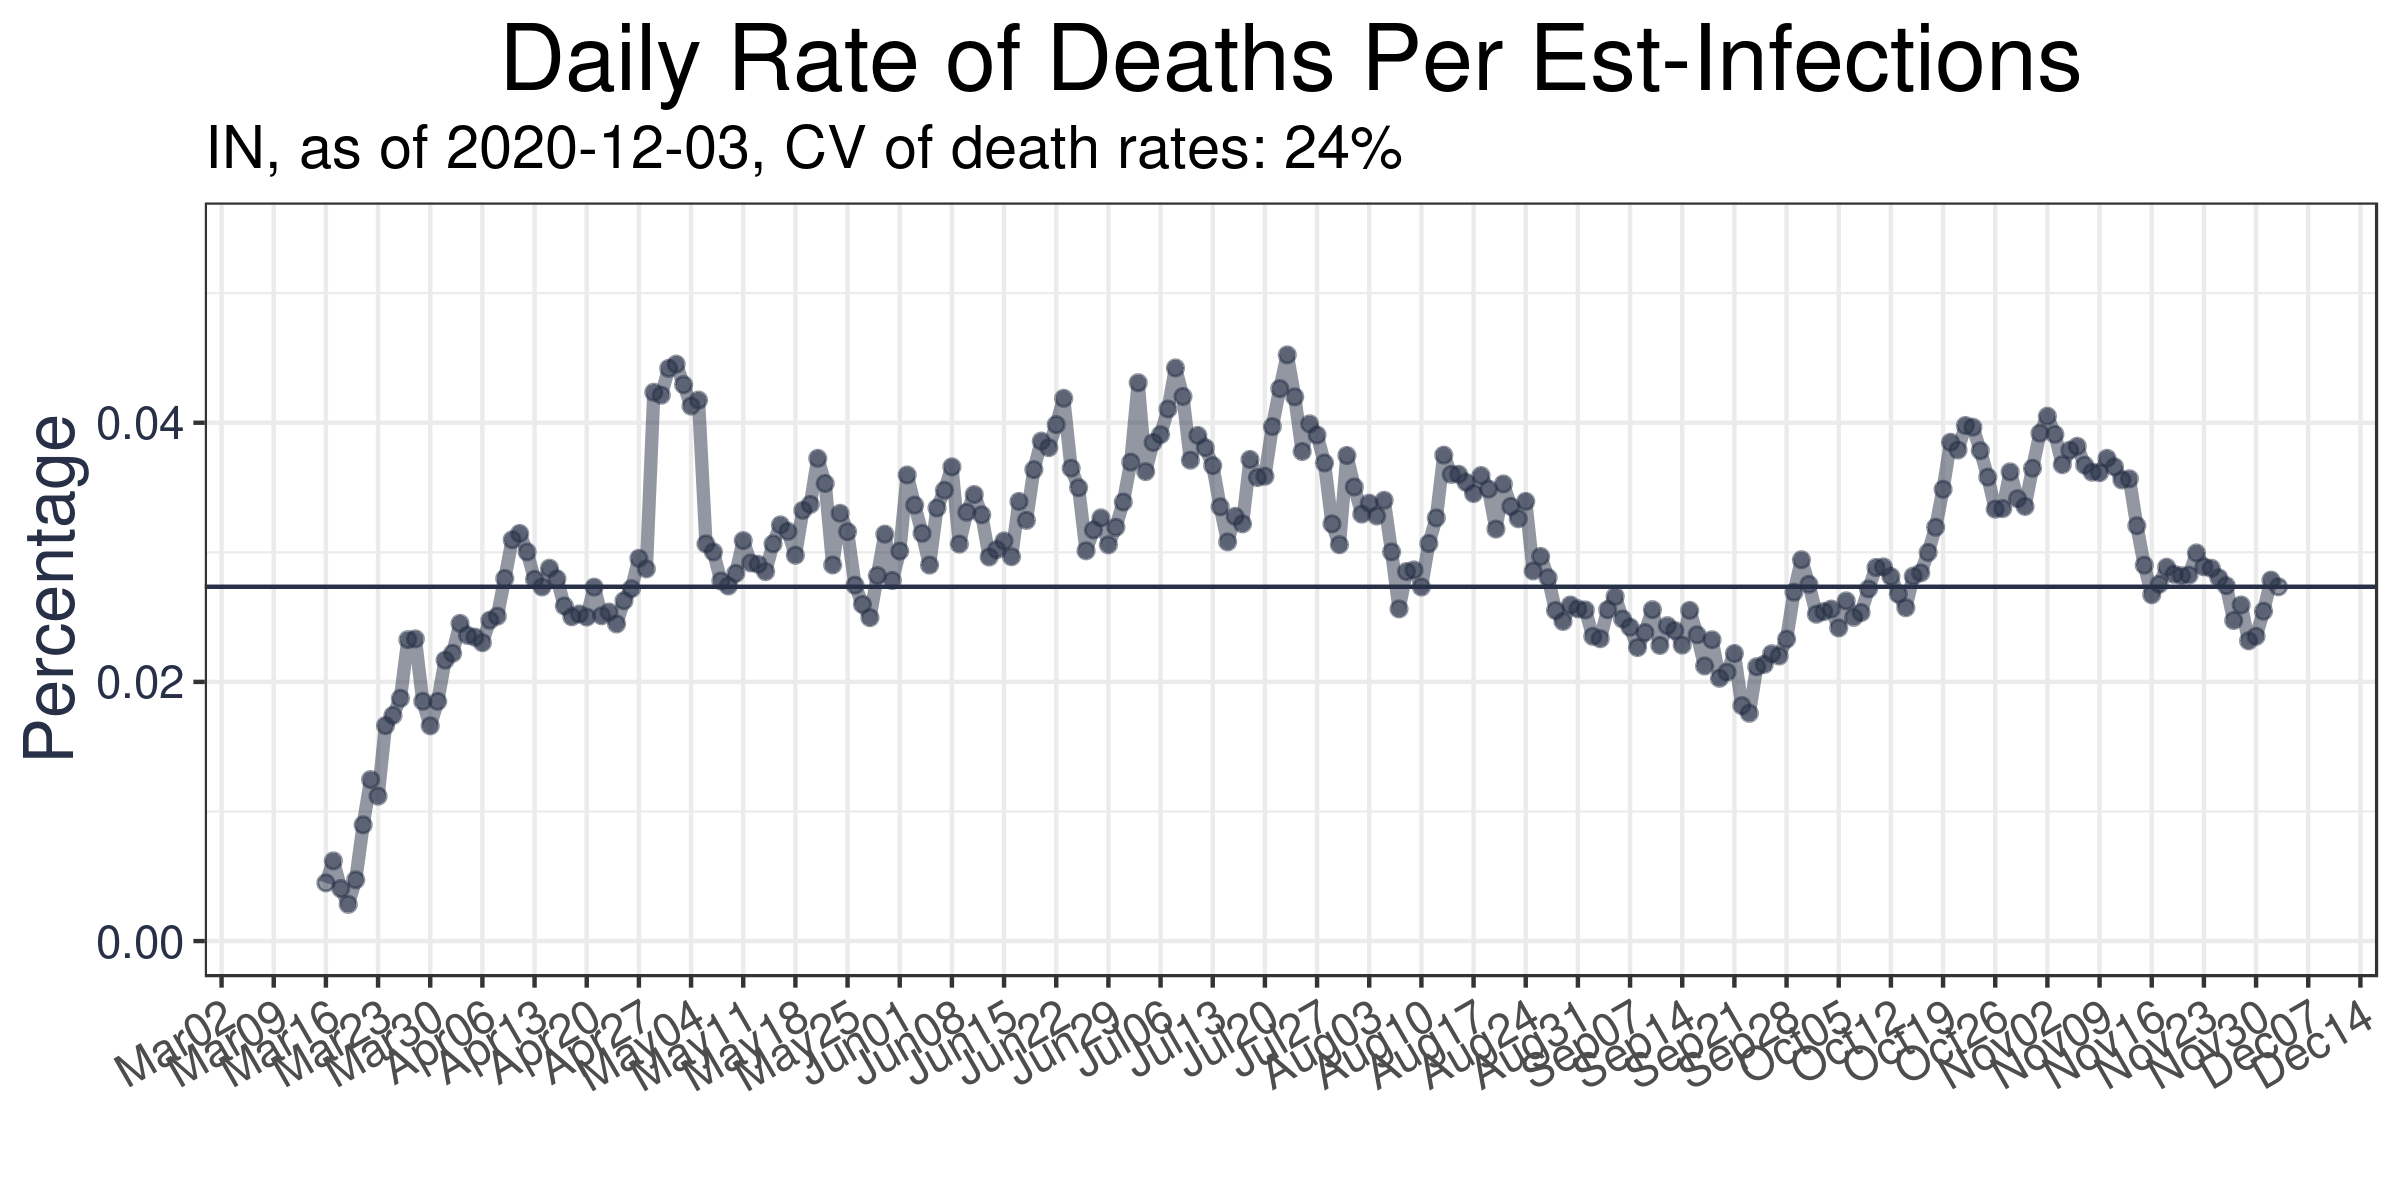 Daily Rate of Deaths Per Est-Infections
IN, as of 2020-12-03, CV of death rates: 24%
Percentage
0.04
0.02
0.00
Mar02
Mar09
Mar16
Mar23
Mar30
Apr06
Apr13
Apr20
Apr27
May04
May11
May18
May25
Jun01
Jun08
Jun15
Jun22
Jun29
Jul06
Jul13
Jul20
Jul27
Aug03
Aug10
Aug17
Aug24
Aug31
Sep07
Sep14
Sep21
Sep28
Oct05
Oct12
Oct19
Oct26
Nov02
Nov09
Nov16
Nov23
Nov30
Dec07
Dec14